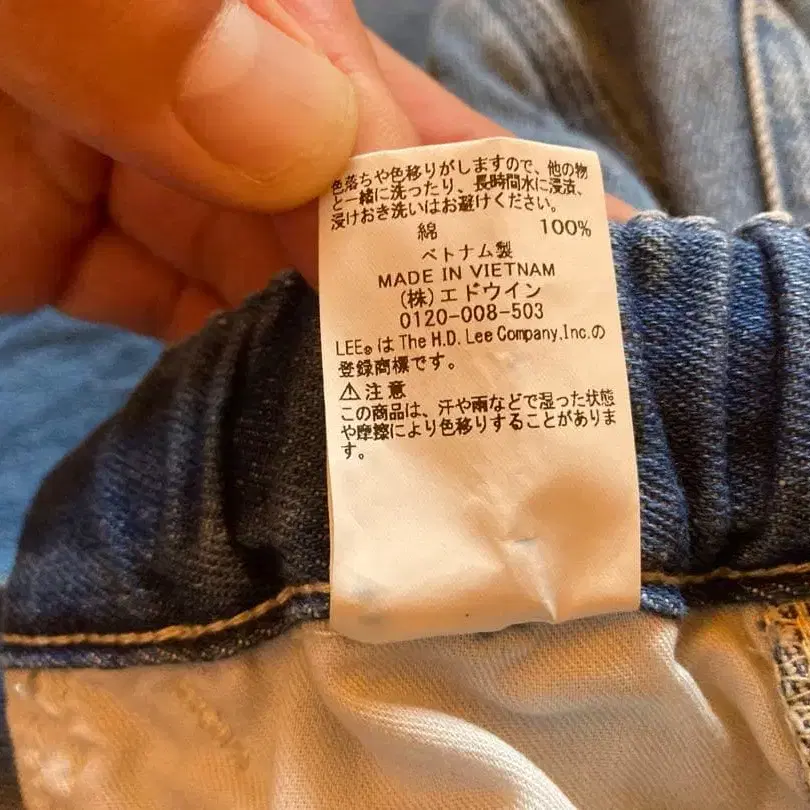 色落ちや色移りがしますので、他の物
と一緒に洗ったり、長時間水に浸漬、
浸けおき洗いはお避けください。
綿 100%
ベトナム製
MADE IN VIETNAM
(株)エドウイン
0120-008-503
LEE® は The H.D. Lee Company,Inc.の
登録商標です。
⚠注意
この商品は、汗や雨などで湿った状態
や摩擦により色移りすることがありま
す。